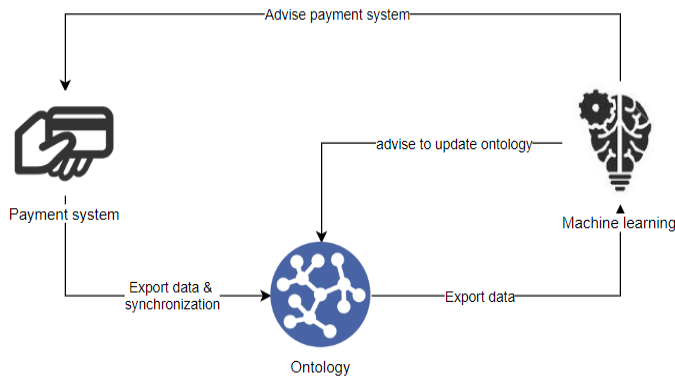 Advise payment system
advise to update ontology
Payment system
Machine learning
Export data &
synchronization
Export data
Ontology